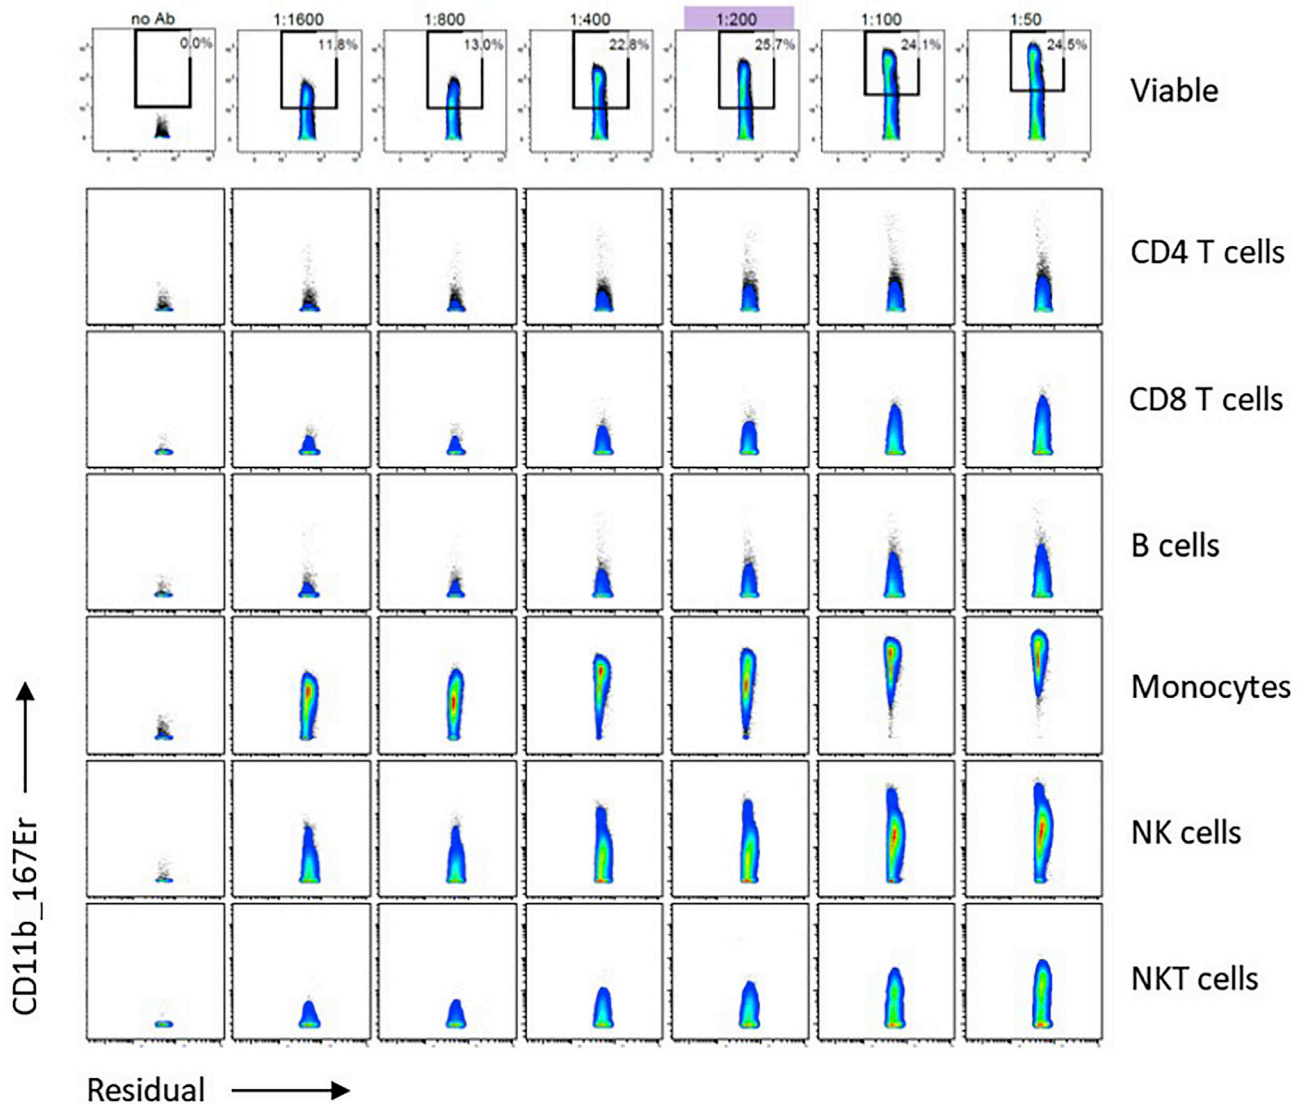 no Ab 1:1600 1:800 1:400 1:200 1:100 1:50
0.0% 11.8% 13.0% 22.8% 25.7% 24.1% 24.5%
Viable
CD4 T cells
CD8 T cells
B cells
Monocytes
NK cells
NKT cells
CD11b_167Er
Residual